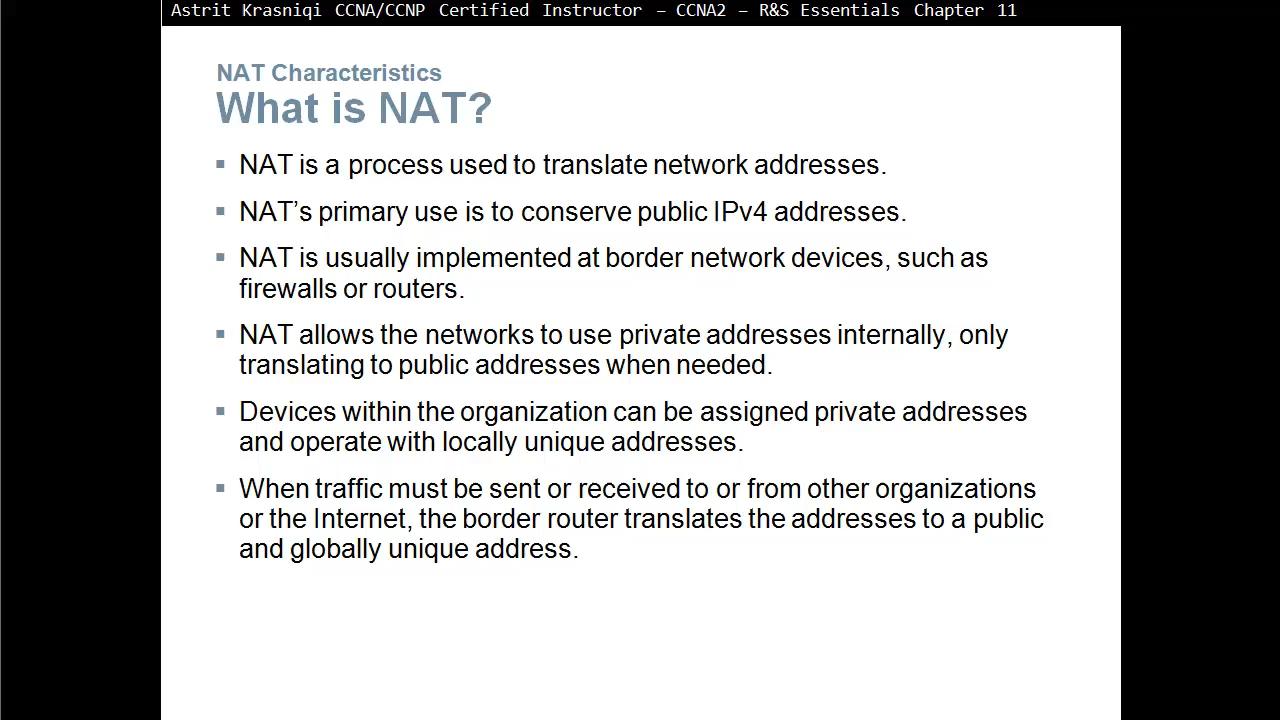 Astrit Krasniqi CCNA/CCNP Certified Instructor – CCNA2 – R&S Essentials Chapter 11
NAT Characteristics
What is NAT?
▪ NAT is a process used to translate network addresses.
▪ NAT’s primary use is to conserve public IPv4 addresses.
▪ NAT is usually implemented at border network devices, such as
firewalls or routers.
▪ NAT allows the networks to use private addresses internally, only
translating to public addresses when needed.
▪ Devices within the organization can be assigned private addresses
and operate with locally unique addresses.
▪ When traffic must be sent or received to or from other organizations
or the Internet, the border router translates the addresses to a public
and globally unique address.